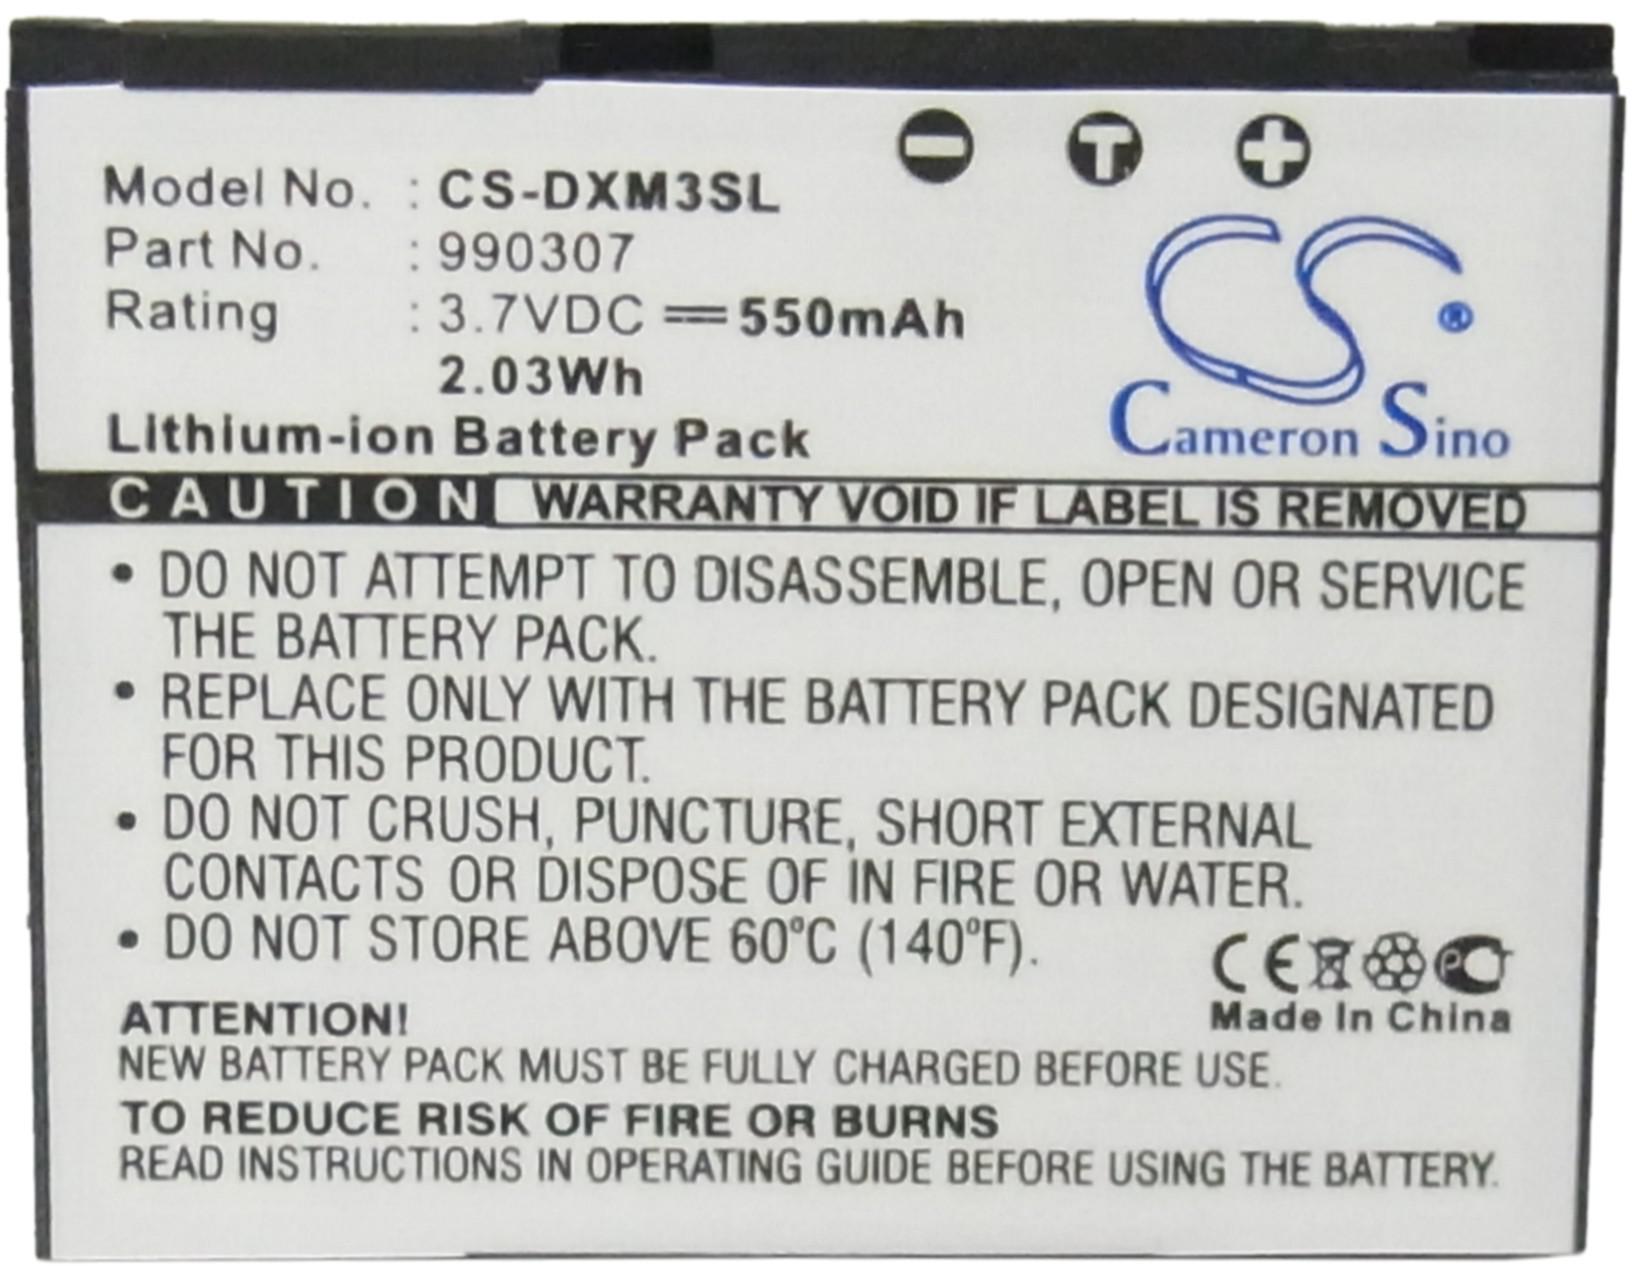 − T +
Model No. : CS-DXM3SL
Part No. : 990307
Rating : 3.7VDC ⎓ 550mAh
2.03Wh
Lithium-ion Battery Pack
CS ®
Cameron Sino
CAUTION WARRANTY VOID IF LABEL IS REMOVED
• DO NOT ATTEMPT TO DISASSEMBLE, OPEN OR SERVICE
THE BATTERY PACK.
• REPLACE ONLY WITH THE BATTERY PACK DESIGNATED
FOR THIS PRODUCT.
• DO NOT CRUSH, PUNCTURE, SHORT EXTERNAL
CONTACTS OR DISPOSE OF IN FIRE OR WATER.
• DO NOT STORE ABOVE 60°C (140°F).
CE PC
Made In China
ATTENTION!
NEW BATTERY PACK MUST BE FULLY CHARGED BEFORE USE.
TO REDUCE RISK OF FIRE OR BURNS
READ INSTRUCTIONS IN OPERATING GUIDE BEFORE USING THE BATTERY.